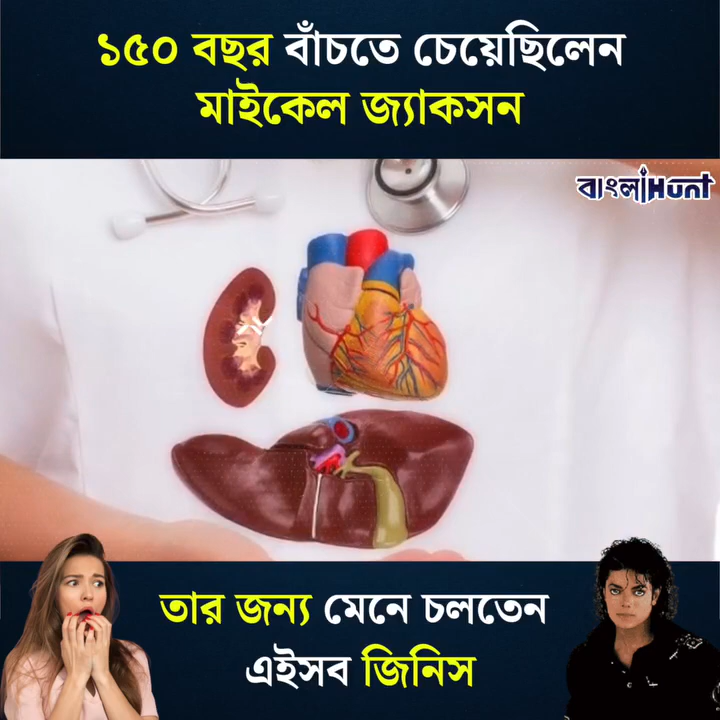 ১৫০ বছর বাঁচতে চেয়েছিলেন
মাইকেল জ্যাকসন
বাংলাHunt
তার জন্য মেনে চলতেন
এইসব জিনিস